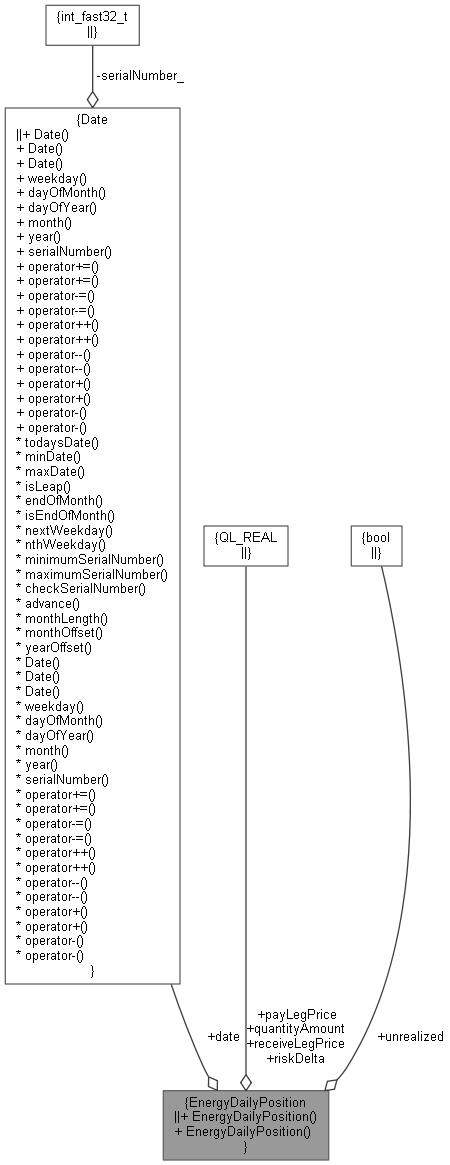 {int_fast32_t
||}
-serialNumber_
{Date
||+ Date()
+ Date()
+ Date()
+ weekday()
+ dayOfMonth()
+ dayOfYear()
+ month()
+ year()
+ serialNumber()
+ operator+=()
+ operator+=()
+ operator-=()
+ operator-=()
+ operator++()
+ operator++()
+ operator--()
+ operator--()
+ operator+()
+ operator+()
+ operator-()
+ operator-()
* todaysDate()
* minDate()
* maxDate()
* isLeap()
* endOfMonth()
* isEndOfMonth()
* nextWeekday()
* nthWeekday()
* minimumSerialNumber()
* maximumSerialNumber()
* checkSerialNumber()
* advance()
* monthLength()
* monthOffset()
* yearOffset()
* Date()
* Date()
* Date()
* weekday()
* dayOfMonth()
* dayOfYear()
* month()
* year()
* serialNumber()
* operator+=()
* operator+=()
* operator-=()
* operator-=()
* operator++()
* operator++()
* operator--()
* operator--()
* operator+()
* operator+()
* operator-()
* operator-()
}
{QL_REAL
||}
{bool
||}
+date
+payLegPrice
+quantityAmount
+receiveLegPrice
+riskDelta
+unrealized
{EnergyDailyPosition
||+ EnergyDailyPosition()
+ EnergyDailyPosition()
}